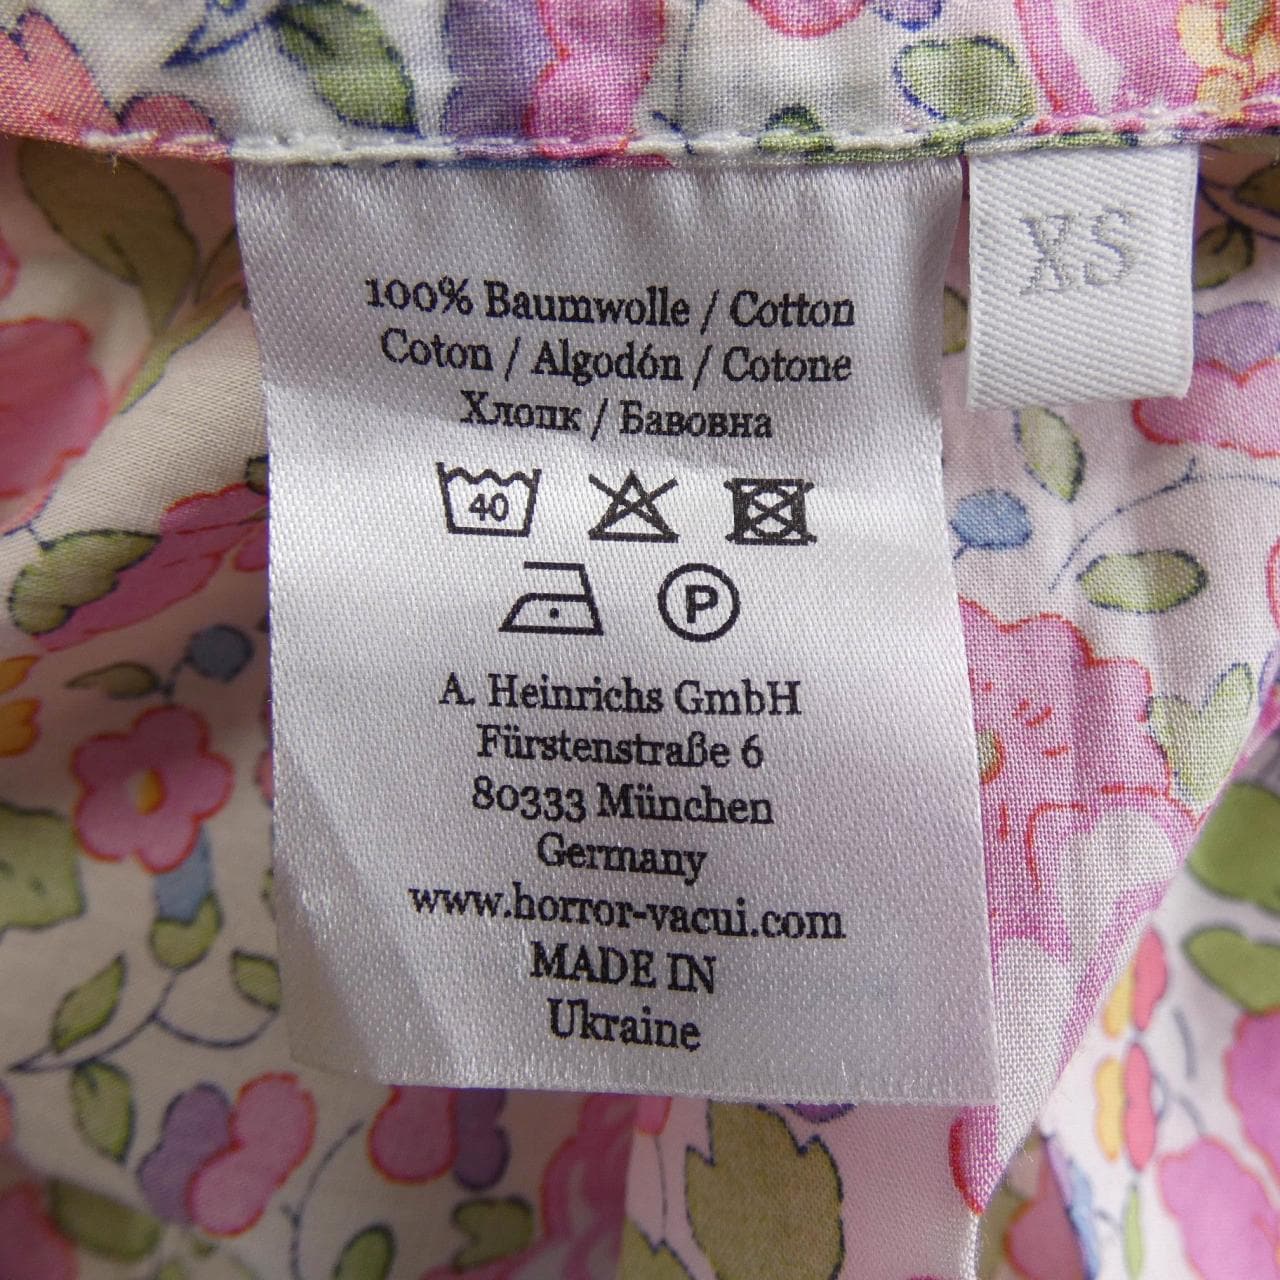 XS
100% Baumwolle / Cotton
Coton / Algodón / Cotone
Хлопк / Бавовна
40
P
A. Heinrichs GmbH
Fürstenstraße 6
80333 München
Germany
www.horror-vacui.com
MADE IN
Ukraine